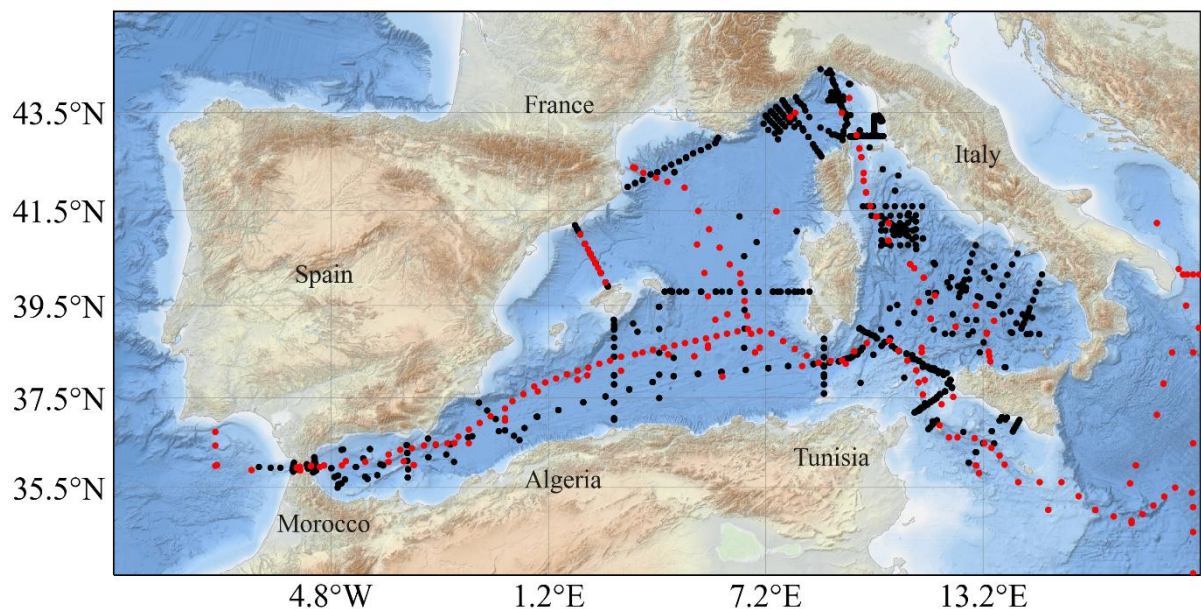 France
43.5°N
Italy
41.5°N
Spain
39.5°N
37.5°N
Tunisia
Algeria
35.5°N
Morocco
4.8°W
1.2°E
7.2°E
13.2°E